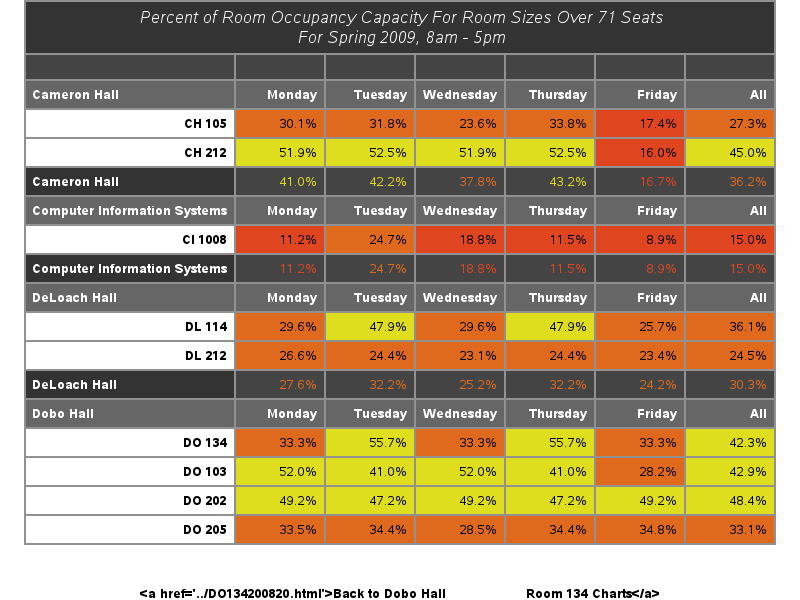 Percent of Room Occupancy Capacity For Room Sizes Over 71 Seats
For Spring 2009, 8am - 5pm
Cameron Hall Monday Tuesday Wednesday Thursday Friday All
CH 105 30.1% 31.8% 23.6% 33.8% 17.4% 27.3%
CH 212 51.9% 52.5% 51.9% 52.5% 16.0% 45.0%
Cameron Hall 41.0% 42.2% 37.8% 43.2% 16.7% 36.2%
Computer Information Systems Monday Tuesday Wednesday Thursday Friday All
CI 1008 11.2% 24.7% 18.8% 11.5% 8.9% 15.0%
Computer Information Systems 11.2% 24.7% 18.8% 11.5% 8.9% 15.0%
DeLoach Hall Monday Tuesday Wednesday Thursday Friday All
DL 114 29.6% 47.9% 29.6% 47.9% 25.7% 36.1%
DL 212 26.6% 24.4% 23.1% 24.4% 23.4% 24.5%
DeLoach Hall 27.6% 32.2% 25.2% 32.2% 24.2% 30.3%
Dobo Hall Monday Tuesday Wednesday Thursday Friday All
DO 134 33.3% 55.7% 33.3% 55.7% 33.3% 42.3%
DO 103 52.0% 41.0% 52.0% 41.0% 28.2% 42.9%
DO 202 49.2% 47.2% 49.2% 47.2% 49.2% 48.4%
DO 205 33.5% 34.4% 28.5% 34.4% 34.8% 33.1%
<a href='../DO134200820.html'>Back to Dobo Hall Room 134 Charts</a>